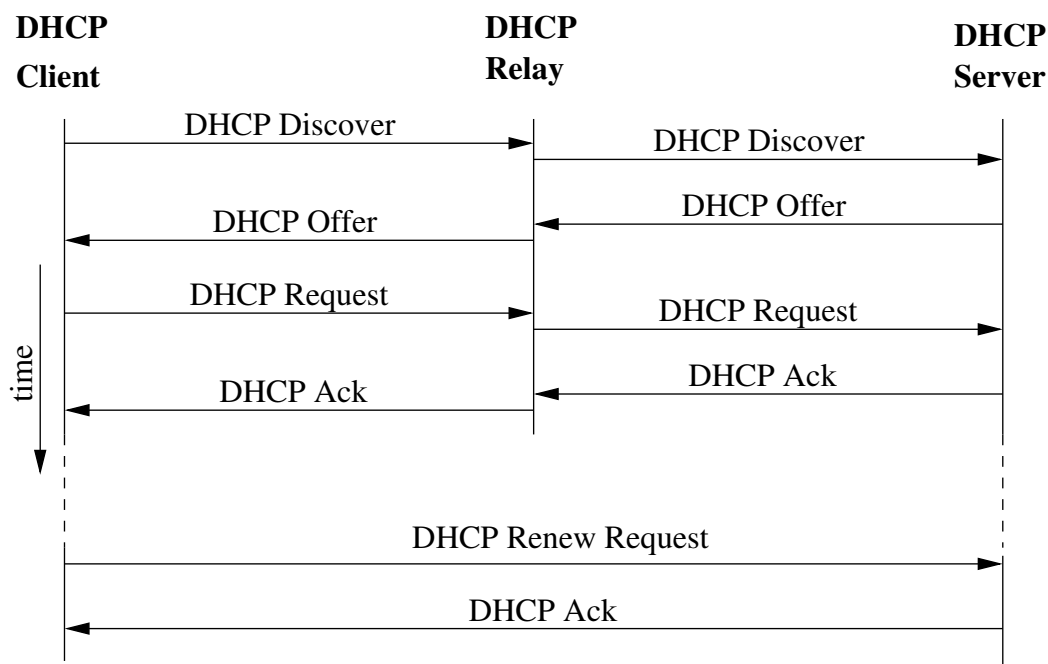 DHCP
Client
DHCP
Relay
DHCP
Server
DHCP Discover
DHCP Discover
DHCP Offer
DHCP Offer
DHCP Request
DHCP Request
DHCP Ack
DHCP Ack
time
DHCP Renew Request
DHCP Ack